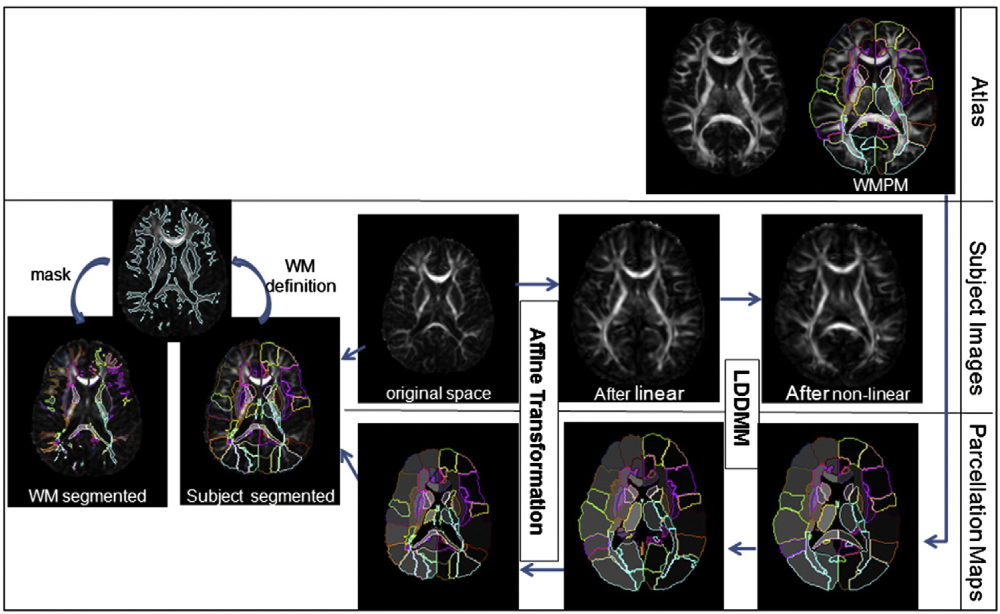 WMPM
Atlas
mask
WM
definition
WM segmented
Subject segmented
original space
Affine Transformation
After linear
LDDMM
After non-linear
Subject Images
Parcellation Maps